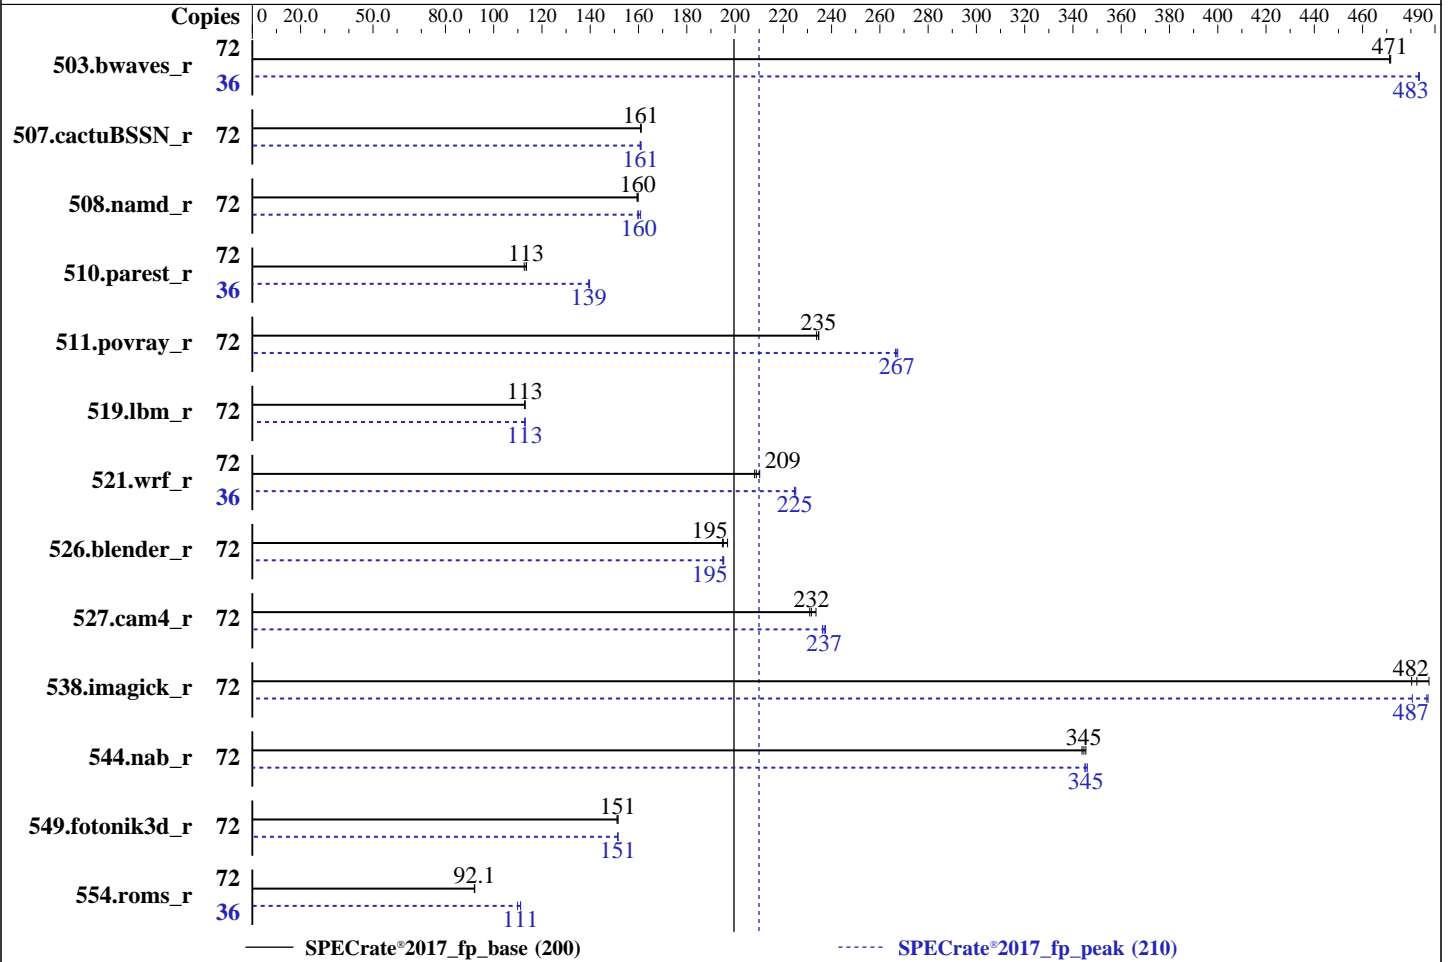 Copies 0 20.0 50.0 80.0 100 120 140 160 180 200 220 240 260 280 300 320 340 360 380 400 420 440 460 490
503.bwaves_r 72 471
36 483
507.cactuBSSN_r 72 161
161
508.namd_r 72 160
160
510.parest_r 72 113
36 139
511.povray_r 72 235
267
519.lbm_r 72 113
113
521.wrf_r 72 209
36 225
526.blender_r 72 195
195
527.cam4_r 72 232
237
538.imagick_r 72 482
487
544.nab_r 72 345
345
549.fotonik3d_r 72 151
151
554.roms_r 72 92.1
36 111
SPECrate®2017_fp_base (200) SPECrate®2017_fp_peak (210)